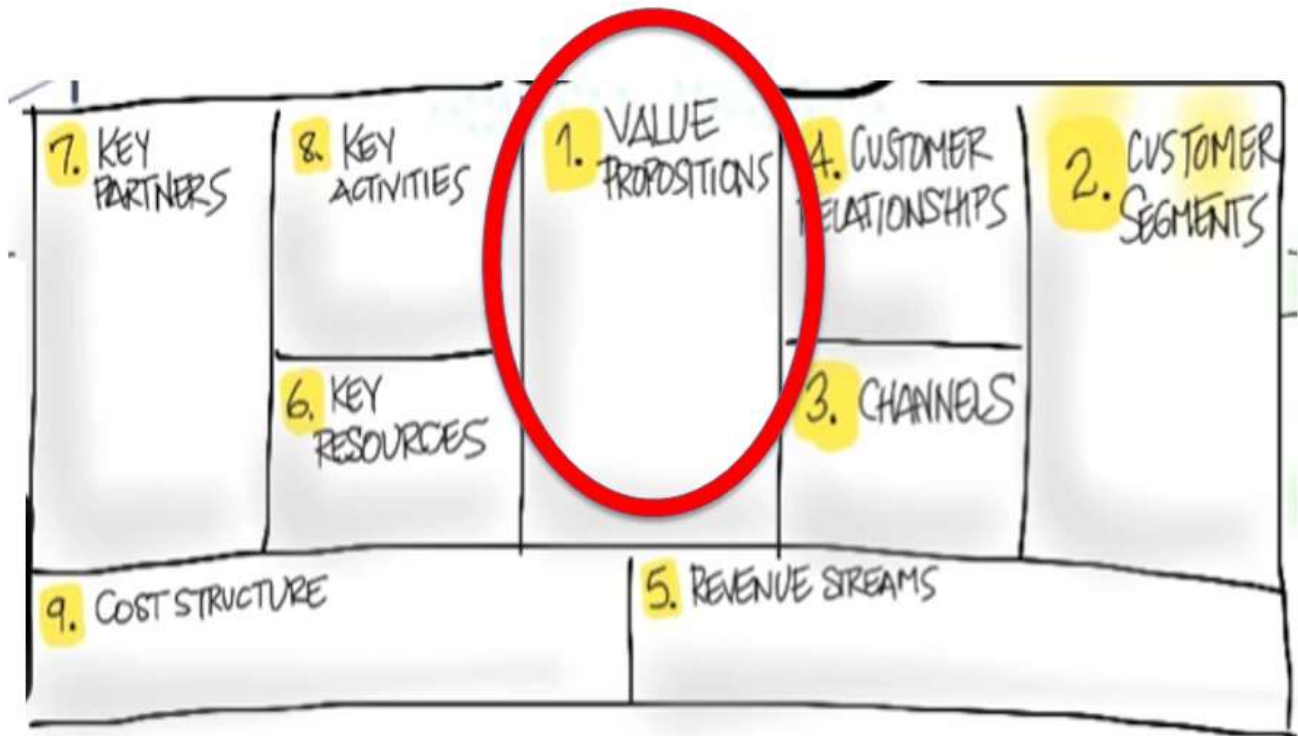 7. KEY
PARTNERS
8. KEY
ACTIVITIES
6. KEY
RESOURCES
1. VALUE
PROPOSITIONS
4. CUSTOMER
RELATIONSHIPS
3. CHANNELS
2. CUSTOMER
SEGMENTS
9. COST STRUCTURE
5. REVENUE STREAMS